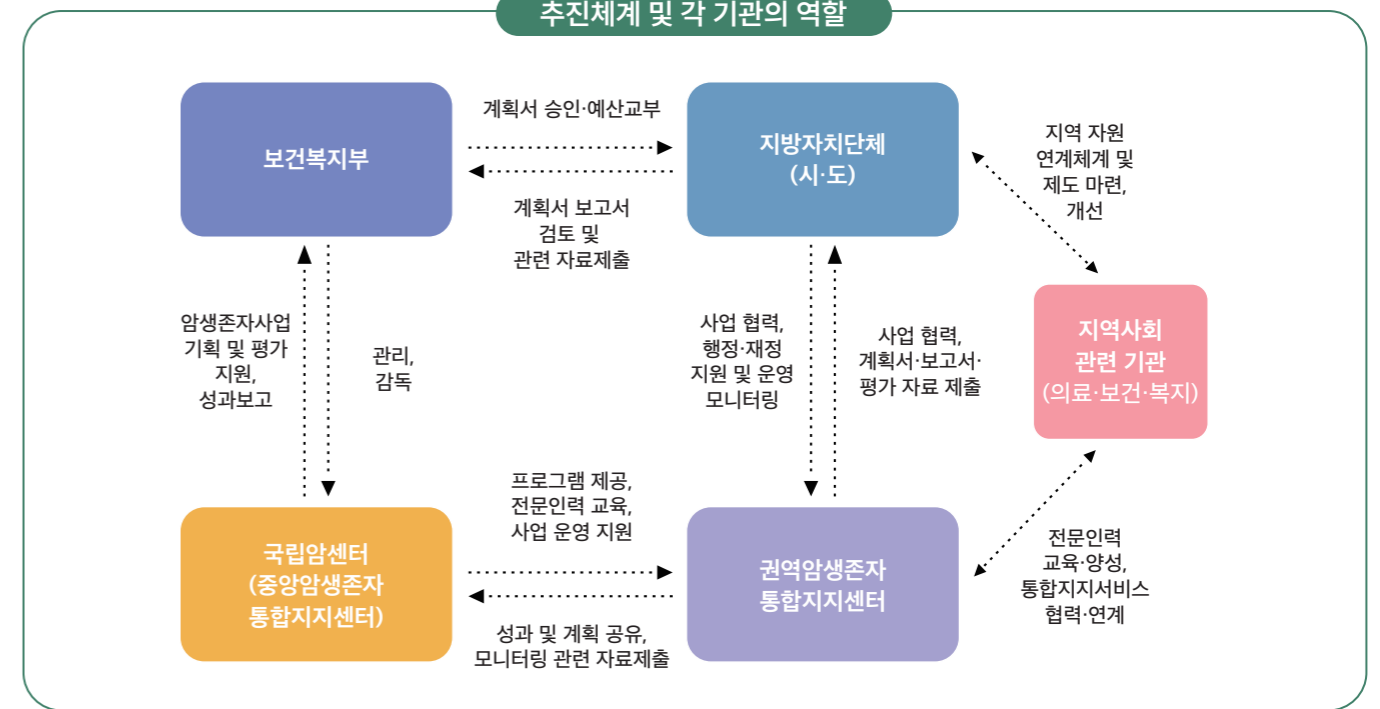 추진체계 및 각 기관의 역할
보건복지부
계획서 승인·예산교부
계획서 보고서
검토 및
관련 자료제출
지방자치단체
(시·도)
지역 자원
연계체계 및
제도 마련,
개선
암생존자사업
기획 및 평가
지원,
성과보고
관리,
감독
사업 협력,
행정·재정
지원 및 운영
모니터링
사업 협력,
계획서·보고서·
평가 자료 제출
지역사회
관련 기관
(의료·보건·복지)
국립암센터
(중앙암생존자
통합지지센터)
프로그램 제공,
전문인력 교육,
사업 운영 지원
성과 및 계획 공유,
모니터링 관련 자료제출
권역암생존자
통합지지센터
전문인력
교육·양성,
통합지지서비스
협력·연계